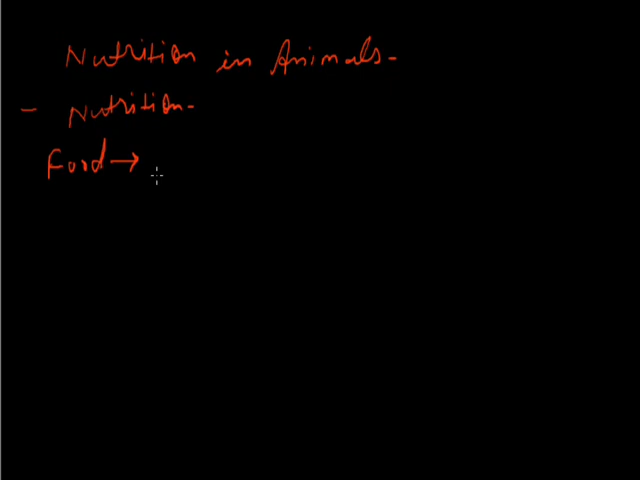 Nutrition in Animals-
- Nutrition-
Food →